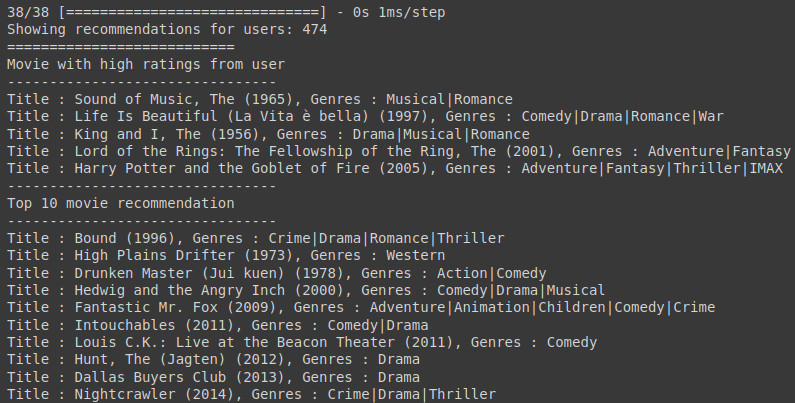 38/38 [==============================] - 0s 1ms/step
Showing recommendations for users: 474
===========================
Movie with high ratings from user
--------------------------------
Title : Sound of Music, The (1965), Genres : Musical|Romance
Title : Life Is Beautiful (La Vita è bella) (1997), Genres : Comedy|Drama|Romance|War
Title : King and I, The (1956), Genres : Drama|Musical|Romance
Title : Lord of the Rings: The Fellowship of the Ring, The (2001), Genres : Adventure|Fantasy
Title : Harry Potter and the Goblet of Fire (2005), Genres : Adventure|Fantasy|Thriller|IMAX
--------------------------------
Top 10 movie recommendation
--------------------------------
Title : Bound (1996), Genres : Crime|Drama|Romance|Thriller
Title : High Plains Drifter (1973), Genres : Western
Title : Drunken Master (Jui kuen) (1978), Genres : Action|Comedy
Title : Hedwig and the Angry Inch (2000), Genres : Comedy|Drama|Musical
Title : Fantastic Mr. Fox (2009), Genres : Adventure|Animation|Children|Comedy|Crime
Title : Intouchables (2011), Genres : Comedy|Drama
Title : Louis C.K.: Live at the Beacon Theater (2011), Genres : Comedy
Title : Hunt, The (Jagten) (2012), Genres : Drama
Title : Dallas Buyers Club (2013), Genres : Drama
Title : Nightcrawler (2014), Genres : Crime|Drama|Thriller